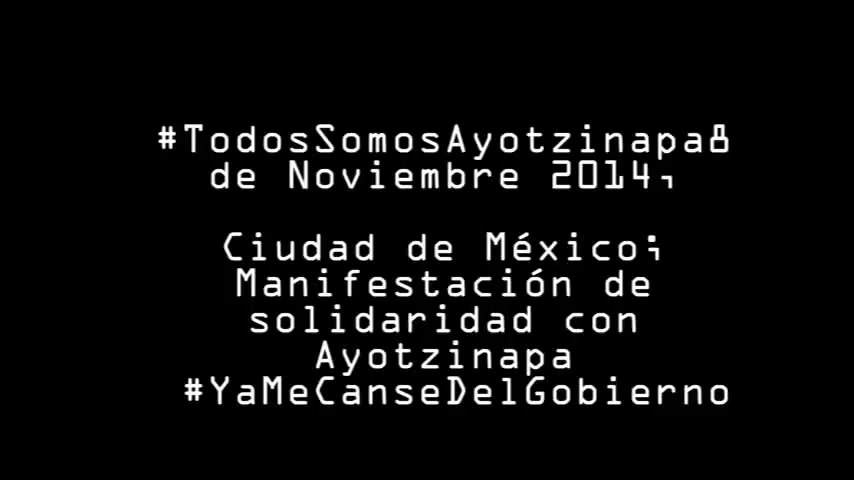 #TodosSomosAyotzinapa8
de Noviembre 2014,
Ciudad de México;
Manifestación de
solidaridad con
Ayotzinapa
#YaMeCanseDelGobierno